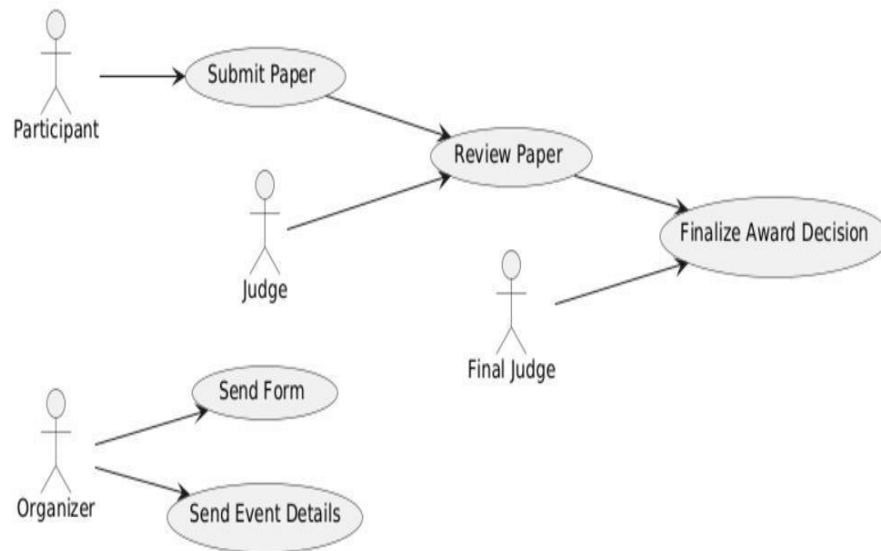 Submit Paper
Participant
Review Paper
Finalize Award Decision
Judge
Final Judge
Send Form
Organizer
Send Event Details